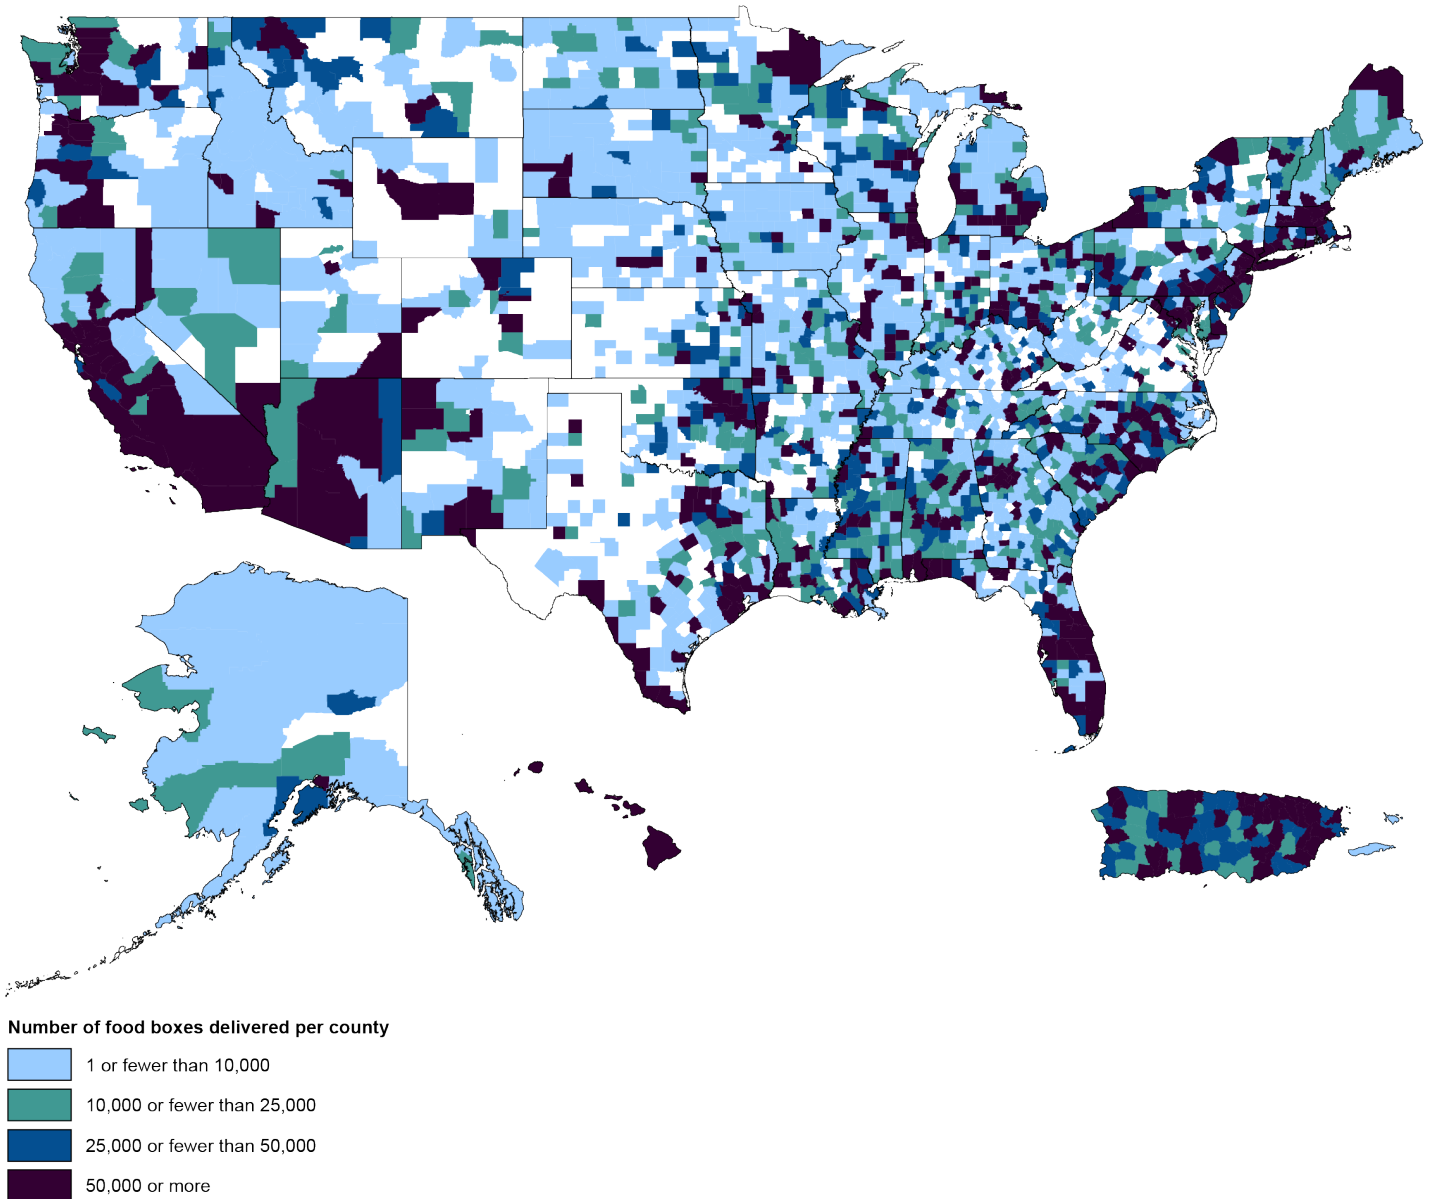 Number of food boxes delivered per county
1 or fewer than 10,000
10,000 or fewer than 25,000
25,000 or fewer than 50,000
50,000 or more